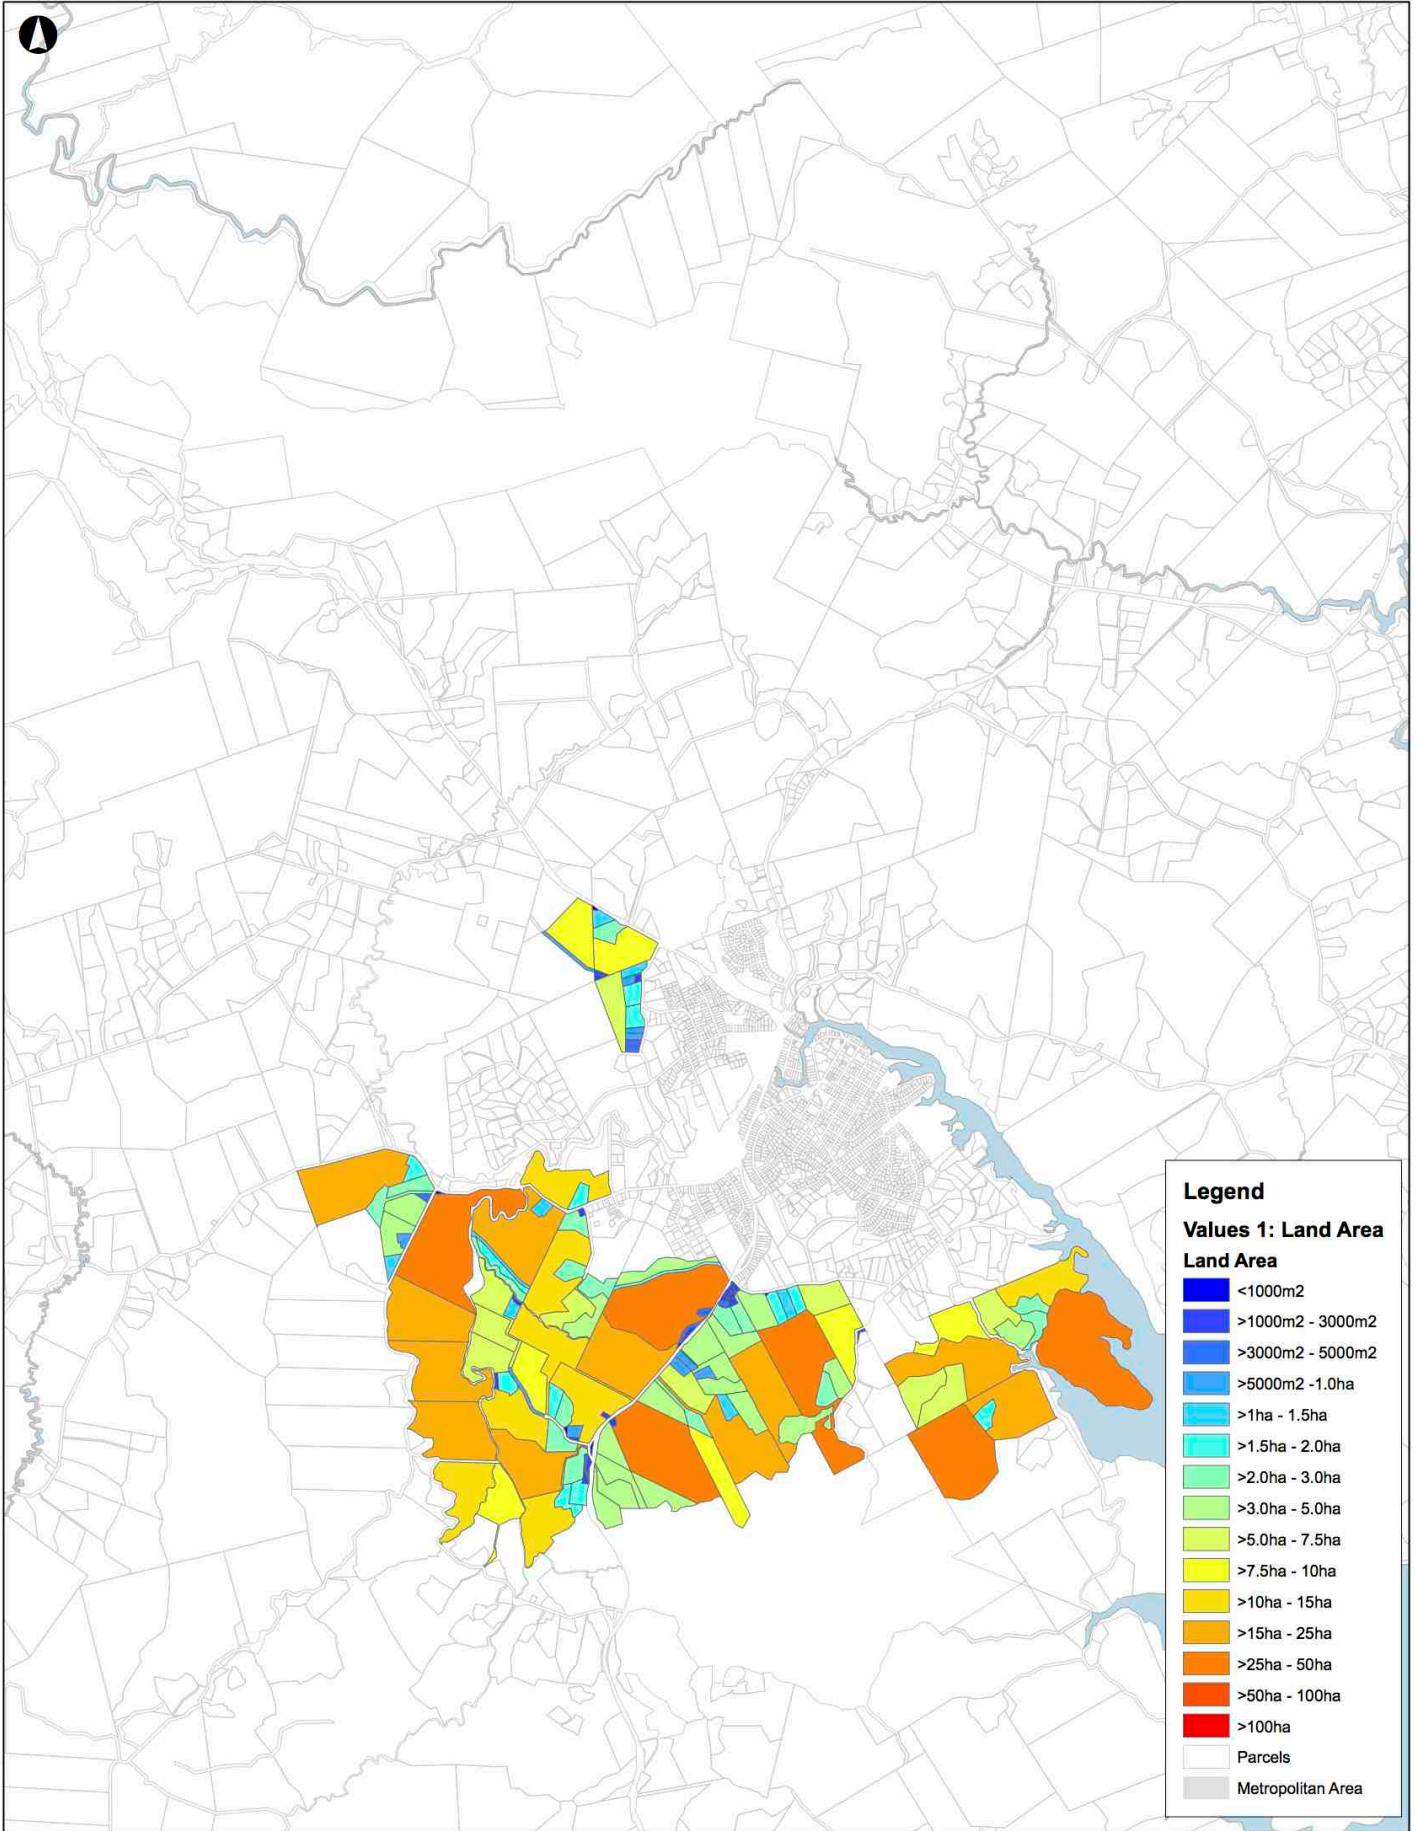 Legend
Values 1: Land Area
Land Area
<1000m2
>1000m2 - 3000m2
>3000m2 - 5000m2
>5000m2 -1.0ha
>1ha - 1.5ha
>1.5ha - 2.0ha
>2.0ha - 3.0ha
>3.0ha - 5.0ha
>5.0ha - 7.5ha
>7.5ha - 10ha
>10ha - 15ha
>15ha - 25ha
>25ha - 50ha
>50ha - 100ha
>100ha
Parcels
Metropolitan Area